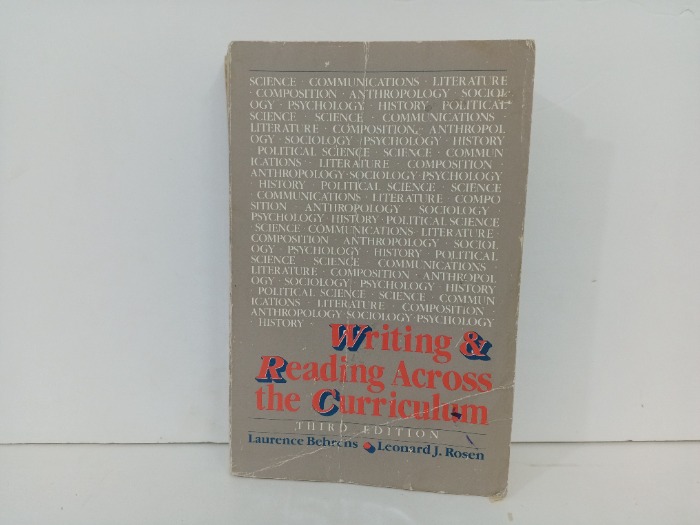 SCIENCE · COMMUNICATIONS · LITERATURE
· COMPOSITION · ANTHROPOLOGY · SOCIOL
OGY · PSYCHOLOGY · HISTORY · POLITICAL
SCIENCE · SCIENCE · COMMUNICATIONS ·
LITERATURE · COMPOSITION · ANTHROPOL
OGY · SOCIOLOGY · PSYCHOLOGY · HISTORY
· POLITICAL SCIENCE · SCIENCE · COMMUN
ICATIONS · LITERATURE · COMPOSITION ·
ANTHROPOLOGY · SOCIOLOGY · PSYCHOLOGY
· HISTORY · POLITICAL SCIENCE · SCIENCE
· COMMUNICATIONS · LITERATURE · COMPO
SITION · ANTHROPOLOGY · SOCIOLOGY ·
PSYCHOLOGY · HISTORY · POLITICAL SCIENCE
· SCIENCE · COMMUNICATIONS · LITERATURE ·
COMPOSITION · ANTHROPOLOGY · SOCIOL
OGY · PSYCHOLOGY · HISTORY · POLITICAL
SCIENCE · SCIENCE · COMMUNICATIONS ·
LITERATURE · COMPOSITION · ANTHROPOL
OGY · SOCIOLOGY · PSYCHOLOGY · HISTORY
· POLITICAL SCIENCE · SCIENCE · COMMUN
ICATIONS · LITERATURE · COMPOSITION ·
ANTHROPOLOGY · SOCIOLOGY · PSYCHOLOGY
· HISTORY ·
Writing &
Reading Across
the Curriculum
THIRD EDITION
Laurence Behrens • Leonard J. Rosen